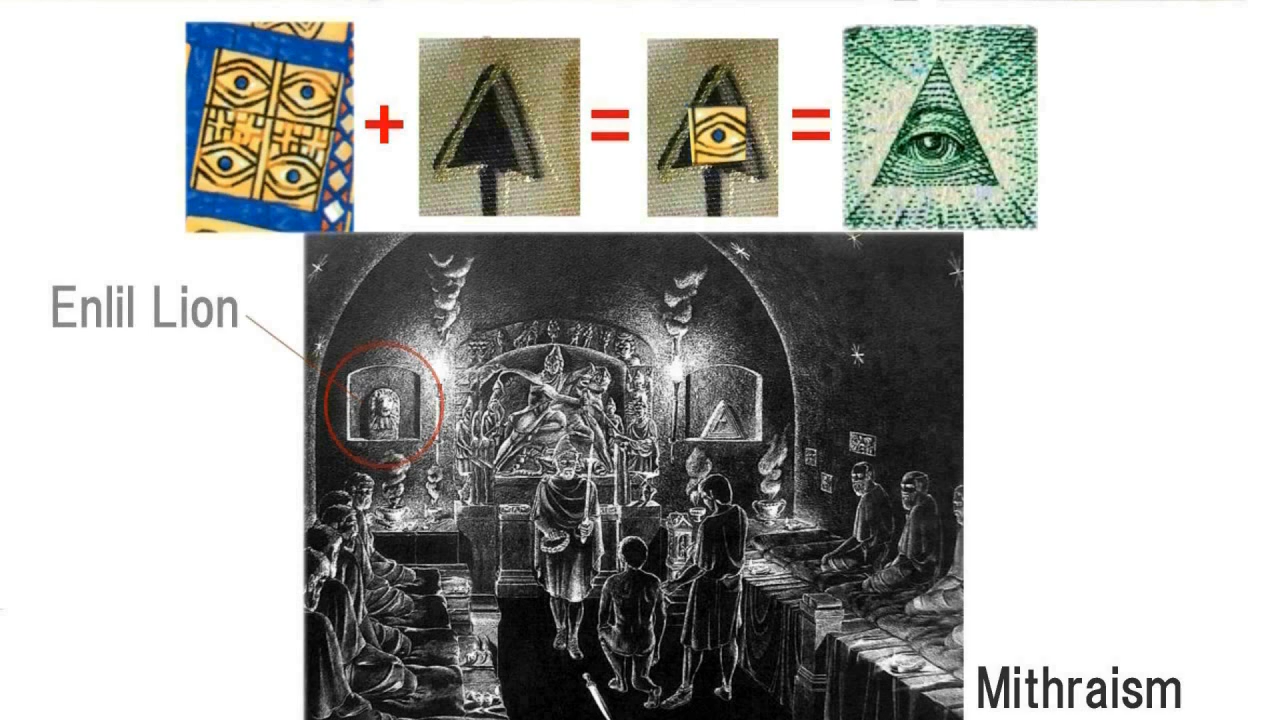 + = =
Enlil Lion
Mithraism